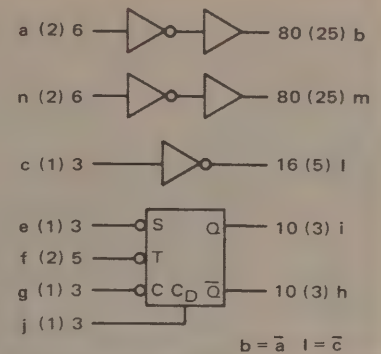 a (2) 6 80 (25) b
n (2) 6 80 (25) m
c (1) 3 16 (5) l
e (1) 3 S Q 10 (3) i
f (2) 5 T
g (1) 3 C C_D Q̅ 10 (3) h
j (1) 3
b = a̅ l = c̅